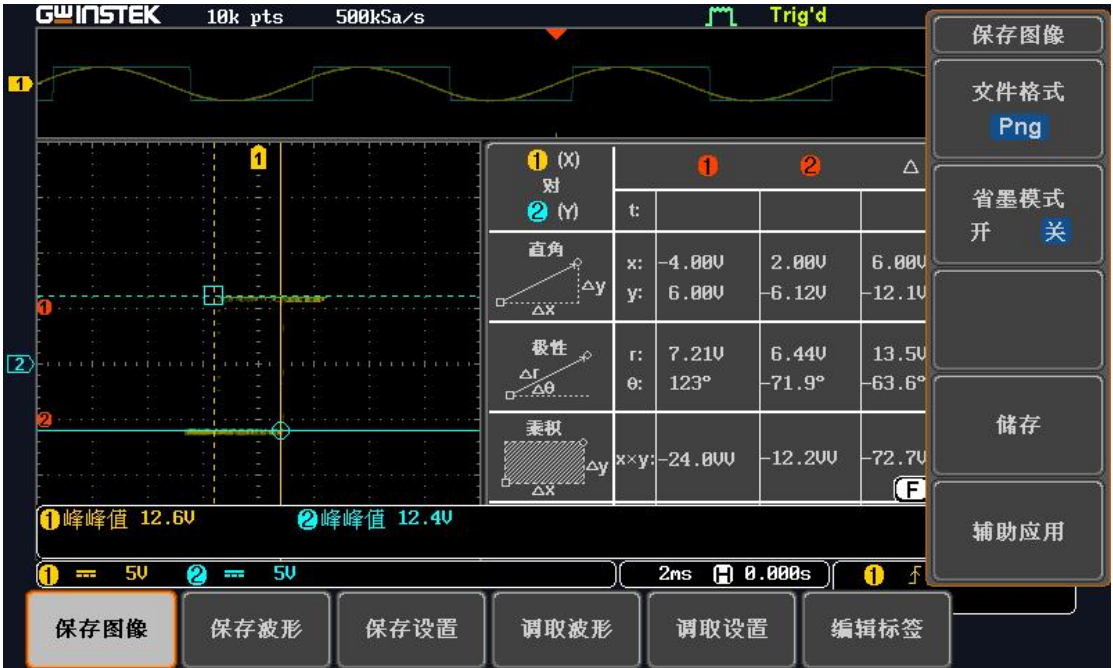 GWINSTEK 10k pts 500kSa/s Trig'd
保存图像
文件格式
Png
省墨模式
开 关
储存
辅助应用
1
1
1 (X)
对
2 (Y)
1 2 △
t:
直角
△y
△x
x: -4.00V 2.00V 6.00V
y: 6.00V -6.12V -12.1V
1
2
极性
△r
△θ
r: 7.21V 6.44V 13.5V
θ: 123° -71.9° -63.6°
2
乘积
△y
△x
x×y: -24.0VV -12.2VV -72.7V
F
1峰峰值 12.6V 2峰峰值 12.4V
1 5V 2 5V 2ms H 0.000s 1
保存图像 保存波形 保存设置 调取波形 调取设置 编辑标签